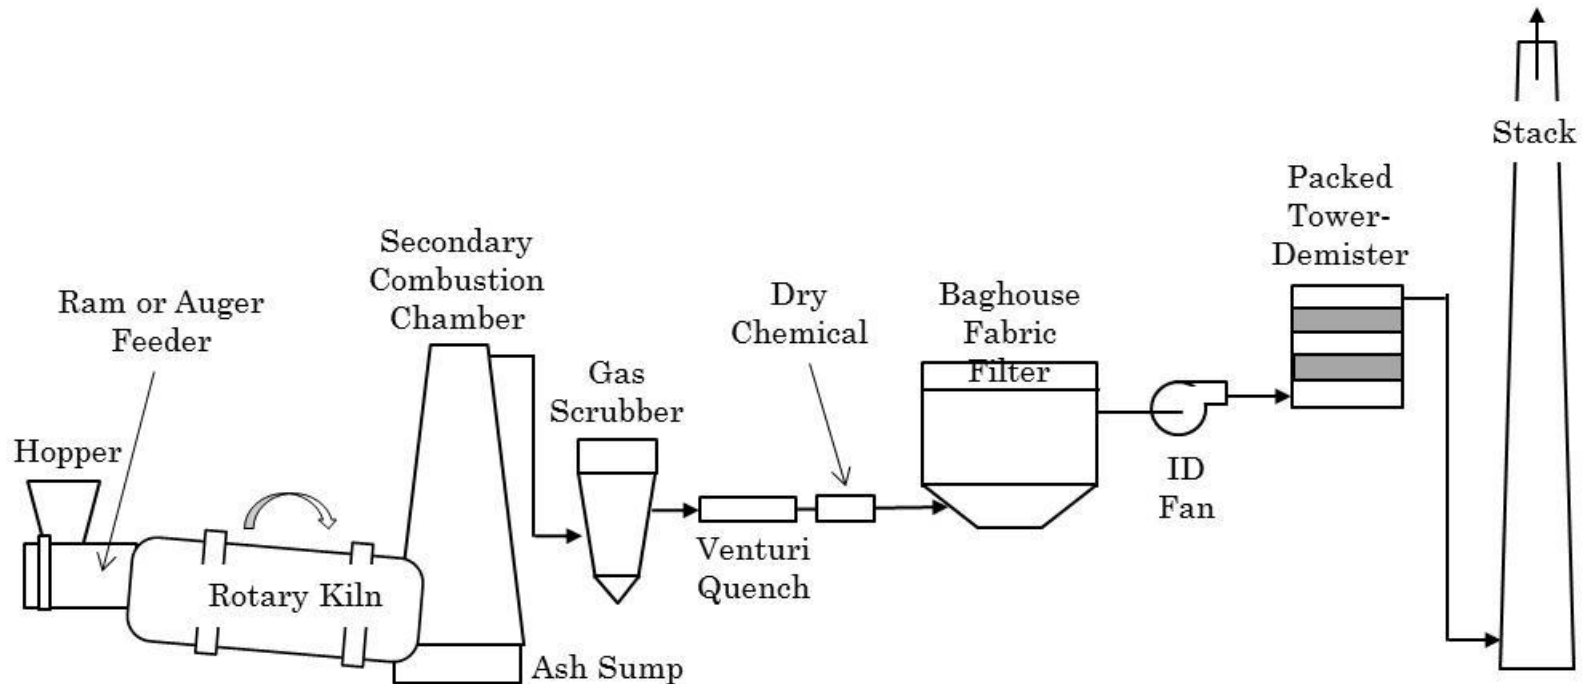 Hopper
Ram or Auger
Feeder
Rotary Kiln
Secondary
Combustion
Chamber
Ash Sump
Gas
Scrubber
Venturi
Quench
Dry
Chemical
Baghouse
Fabric
Filter
ID
Fan
Packed
Tower-
Demister
Stack